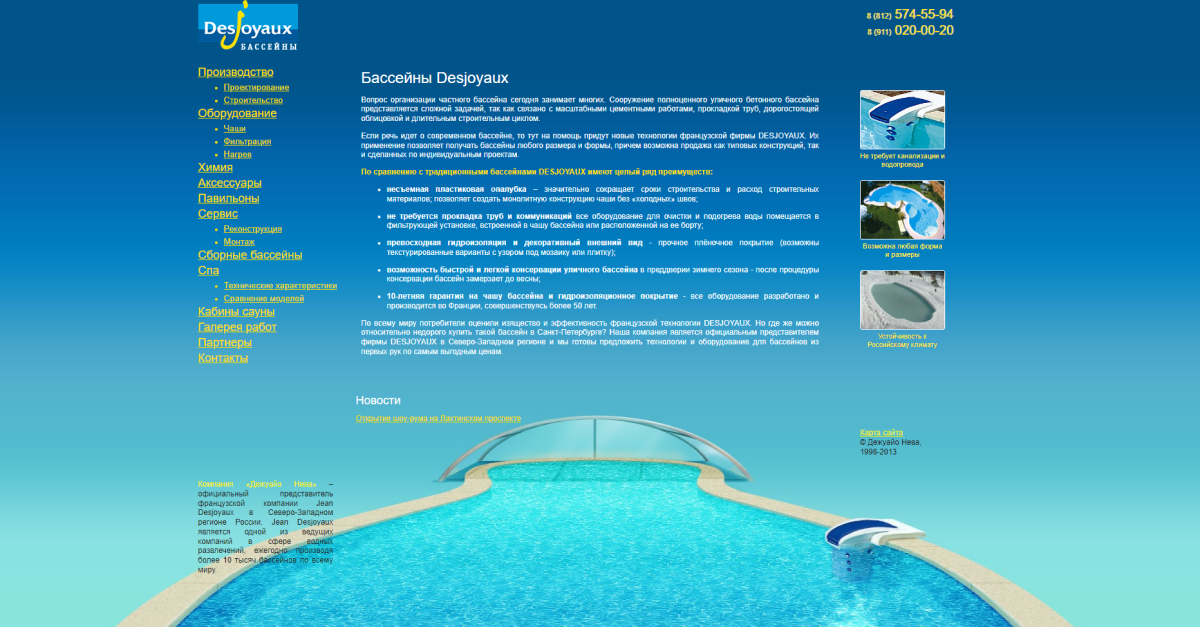 Desjoyaux
БАССЕЙНЫ
8 (812) 574-55-94
8 (911) 020-00-20
Производство
Проектирование
Строительство
Оборудование
Чаши
Фильтрация
Нагрев
Химия
Аксессуары
Павильоны
Сервис
Реконструкция
Монтаж
Сборные бассейны
Спа
Технические характеристики
Сравнение моделей
Кабины сауны
Галерея работ
Партнеры
Контакты
Бассейны Desjoyaux
Вопрос организации частного бассейна сегодня занимает многих. Сооружение полноценного уличного бетонного бассейна
представляется сложной задачей, так как связано с масштабными цементными работами, прокладкой труб, дорогостоящей
облицовкой и длительным строительным циклом.
Если речь идет о современном бассейне, то тут на помощь придут новые технологии французской фирмы DESJOYAUX. Их
применение позволяет получать бассейны любого размера и формы, причем возможна продажа как типовых конструкций, так
и сделанных по индивидуальным проектам.
По сравнению с традиционными бассейнами DESJOYAUX имеют целый ряд преимуществ:
несъемная пластиковая опалубка – значительно сокращает сроки строительства и расход строительных
материалов; позволяет создать монолитную конструкцию чаши без «холодных» швов;
не требуется прокладка труб и коммуникаций все оборудование для очистки и подогрева воды помещается в
фильтрующей установке, встроенной в чашу бассейна или расположенной на ее борту;
превосходная гидроизоляция и декоративный внешний вид - прочное плёночное покрытие (возможны
текстурированные варианты с узором под мозаику или плитку);
возможность быстрой и легкой консервации уличного бассейна в преддверии зимнего сезона - после процедуры
консервации бассейн замерзает до весны;
10-летняя гарантия на чашу бассейна и гидроизоляционное покрытие - все оборудование разработано и
производится во Франции, совершенствуясь более 50 лет.
По всему миру потребители оценили изящество и эффективность французской технологии DESJOYAUX. Но где же можно
относительно недорого купить такой бассейн в Санкт-Петербурге? Наша компания является официальным представителем
фирмы DESJOYAUX в Северо-Западном регионе и мы готовы предложить технологии и оборудование для бассейнов из
первых рук по самым выгодным ценам.
Не требует канализации и
водопровода
Возможна любая форма
и размеры
Устойчивость к
Российскому климату
Новости
Открытие шоу-рума на Лахтинском проспекте
Карта сайта
© Дежуайо Нева,
1998-2013
Компания «Дежуайо Нева» –
официальный представитель
французской компании Jean
Desjoyaux в Северо-Западном
регионе России. Jean Desjoyaux
является одной из ведущих
компаний в сфере водных
развлечений, ежегодно производя
более 10 тысяч бассейнов по всему
миру.